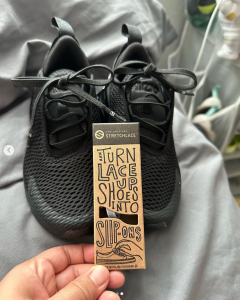 STRETCHLACE
TURN
LACE
UP
SHOES
INTO
SLIP-ONS